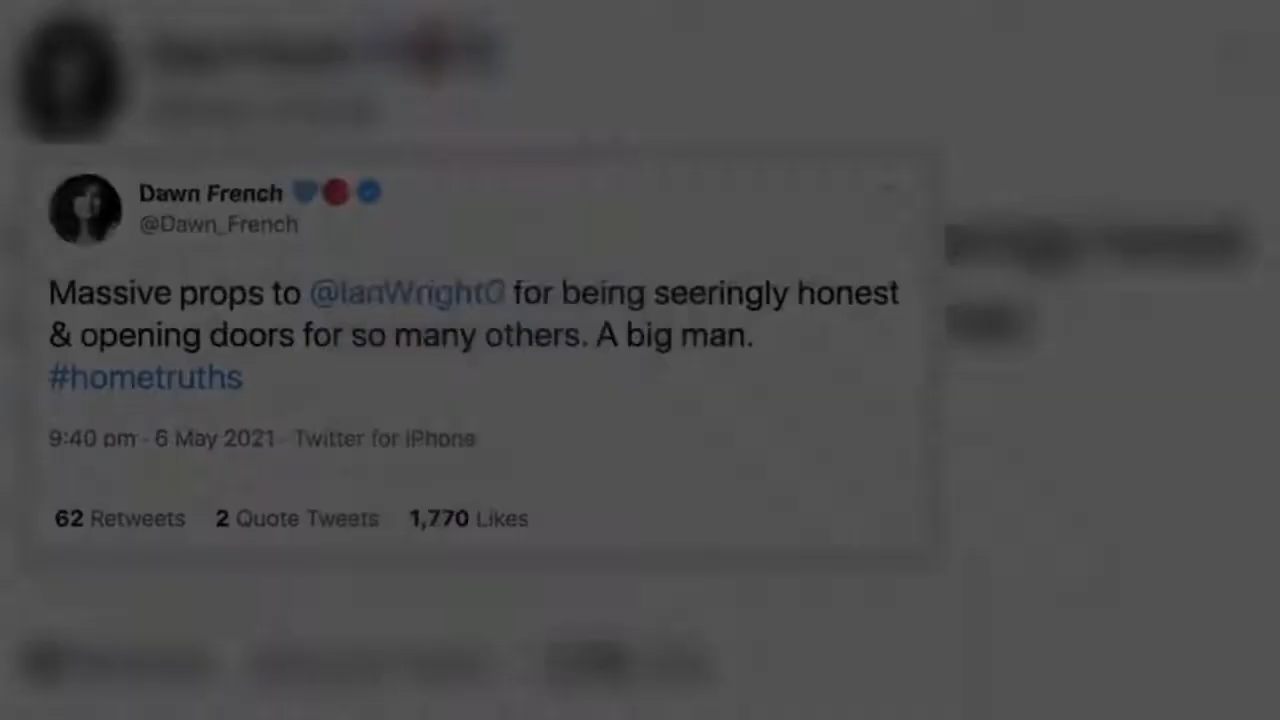 Dawn French
@Dawn_French
Massive props to @IanWright0 for being seeringly honest
& opening doors for so many others. A big man.
#hometruths
9:40 pm · 6 May 2021 · Twitter for iPhone
62 Retweets 2 Quote Tweets 1,770 Likes